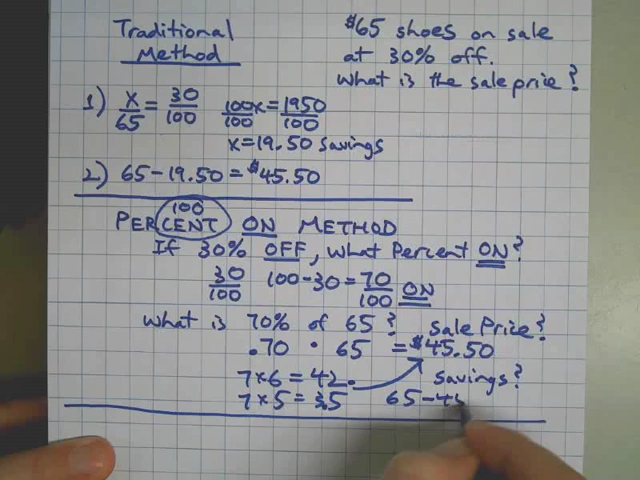 Traditional
Method
$65 shoes on sale
at 30% off.
What is the sale price?
1) x/65 = 30/100 100x/100 = 1950/100
x=19.50 savings
2) 65-19.50 = $45.50
100
PERCENT ON METHOD
If 30% OFF, what Percent ON?
30/100 100-30=70/100 ON
What is 70% of 65? Sale Price?
.70 • 65 = $45.50
7×6=42. Savings?
7×5=35 65-4